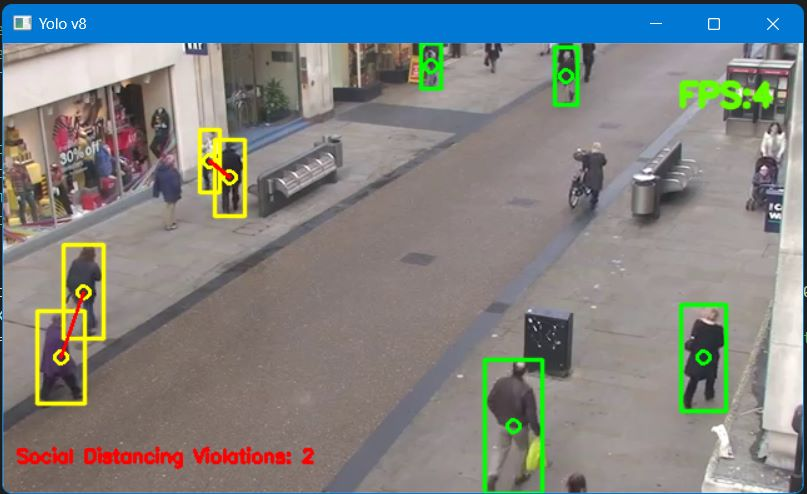 Yolo v8
FPS:4
30% off
Social Distancing Violations: 2